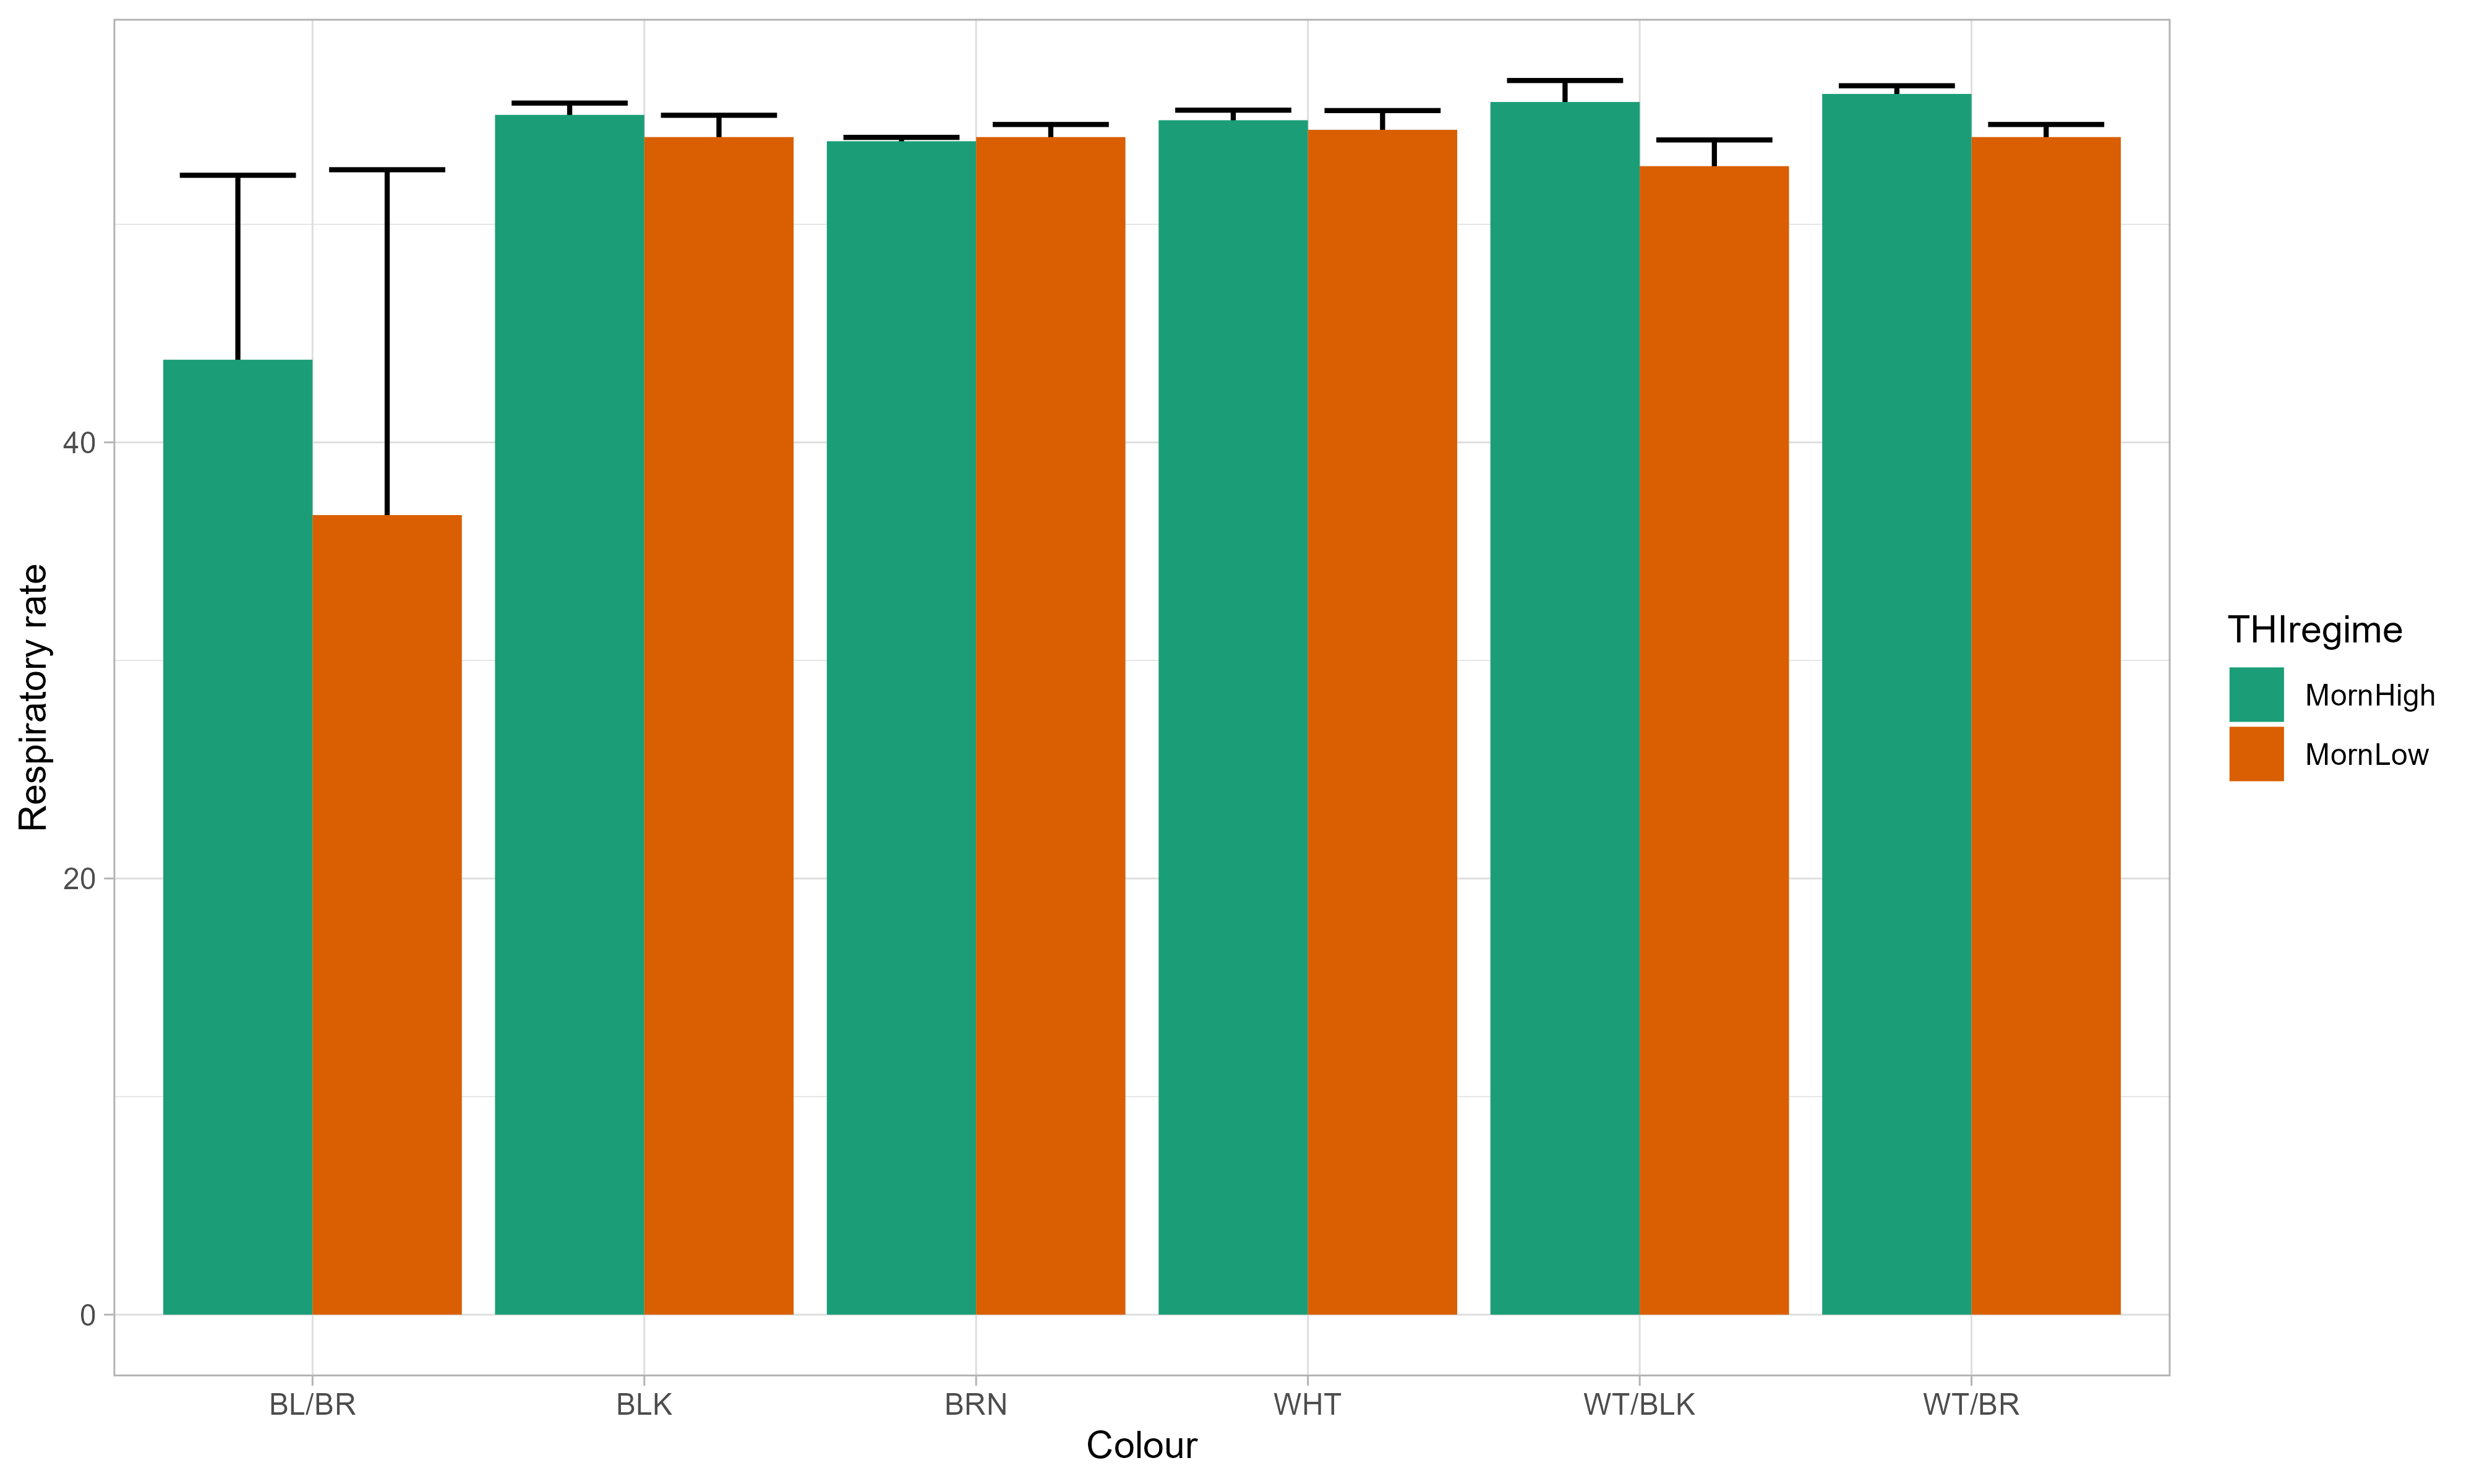 Respiratory rate
40
20
0
BL/BR BLK BRN WHT WT/BLK WT/BR
Colour
THIregime
MornHigh
MornLow